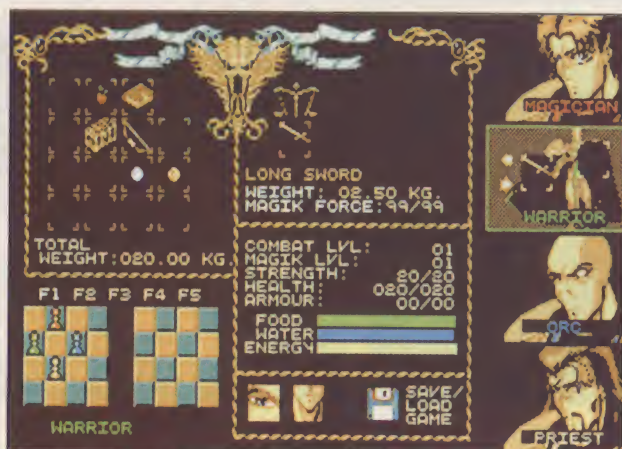 MAGICIAN
LONG SWORD
WEIGHT: 02.50 KG.
MAGIK FORCE:99/99
WARRIOR
TOTAL
WEIGHT:020.00 KG.
COMBAT LVL: 01
MAGIK LVL: 01
STRENGTH: 20/20
HEALTH: 020/020
ARMOUR: 00/00
F1 F2 F3 F4 F5
FOOD
WATER
ENERGY
ORC
SAVE/
LOAD
GAME
WARRIOR
PRIEST